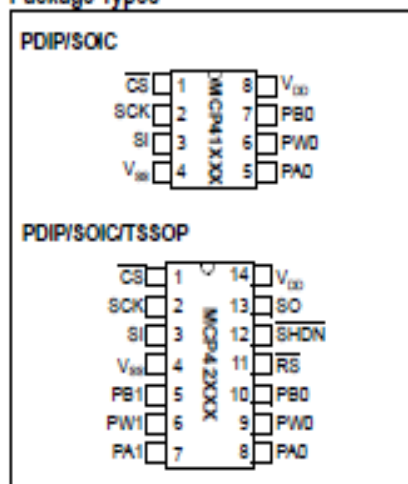 Package Types
PDIP/SOIC
CS 1 8 VDD
SCK 2 7 PB0
SI 3 6 PW0
VSS 4 5 PA0
MCP41XXX
PDIP/SOIC/TSSOP
CS 1 14 VDD
SCK 2 13 SO
SI 3 12 SHDN
VSS 4 11 RS
PB1 5 10 PB0
PW1 6 9 PW0
PA1 7 8 PA0
MCP42XXX